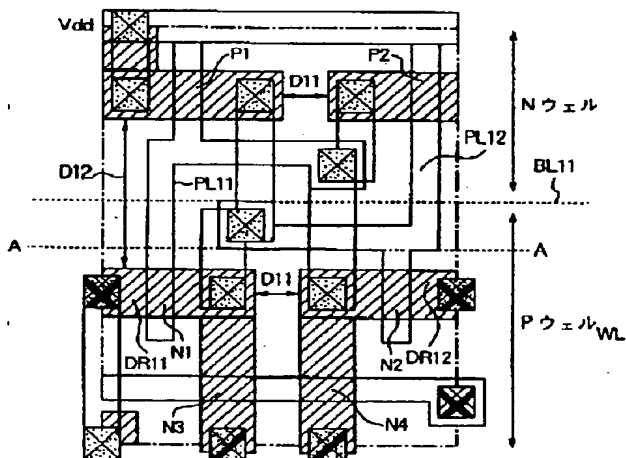 Vdd
P1
P2
D11
Nウェル
PL12
D12
PL11
BL11
A
A
D11
DR11
N1
N2
DR12
Pウェル
WL
N3
N4